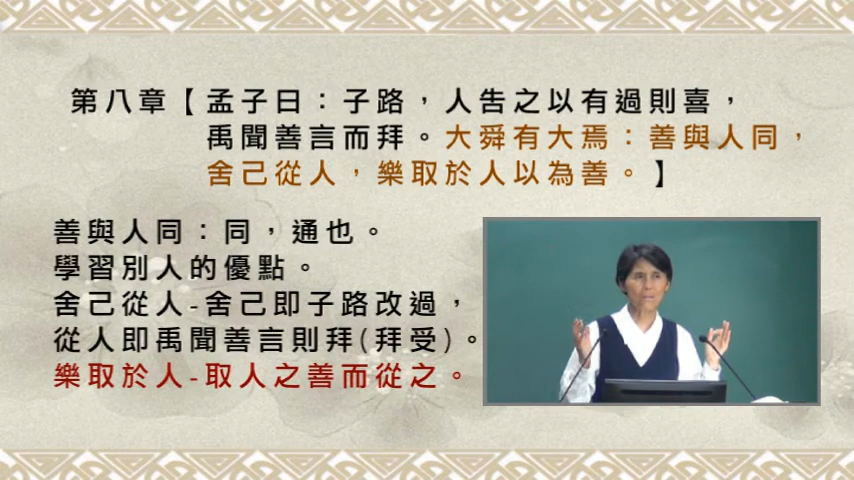 第八章【孟子曰：子路，人告之以有過則喜，
禹聞善言而拜。大舜有大焉：善與人同，
舍己從人，樂取於人以為善。】
善與人同：同，通也。
學習別人的優點。
舍己從人-舍己即子路改過，
從人即禹聞善言則拜(拜受)。
樂取於人-取人之善而從之。